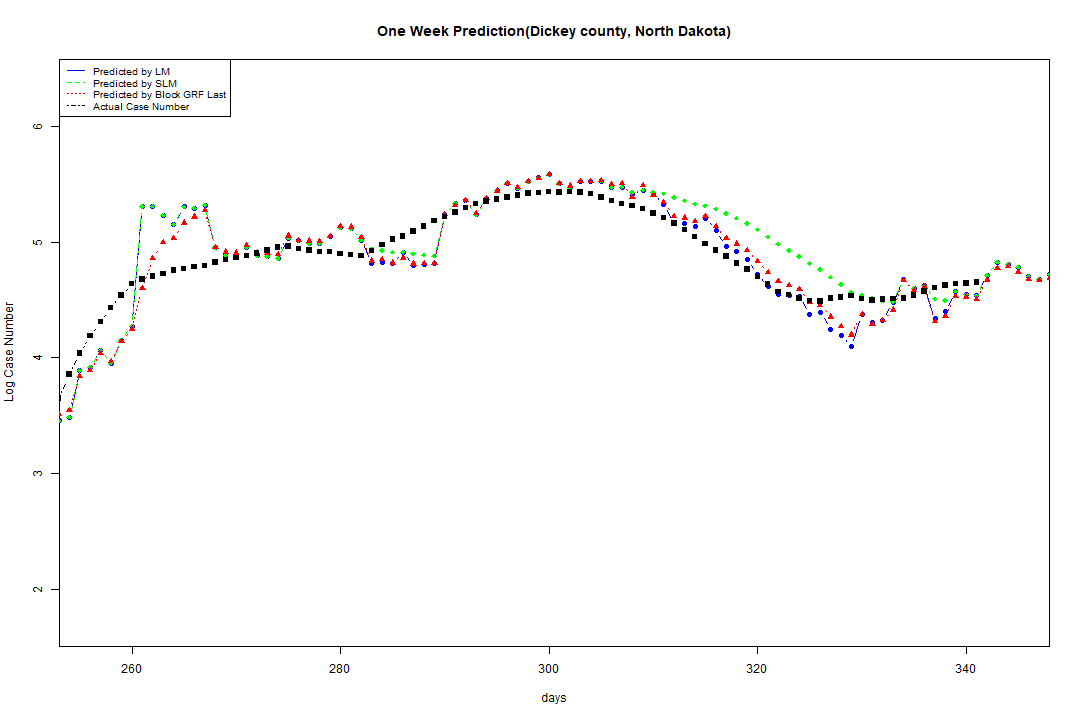 One Week Prediction(Dickey county, North Dakota)
Predicted by LM
Predicted by SLM
Predicted by Block GRF Last
Actual Case Number
Log Case Number
6
5
4
3
2
260 280 300 320 340
days